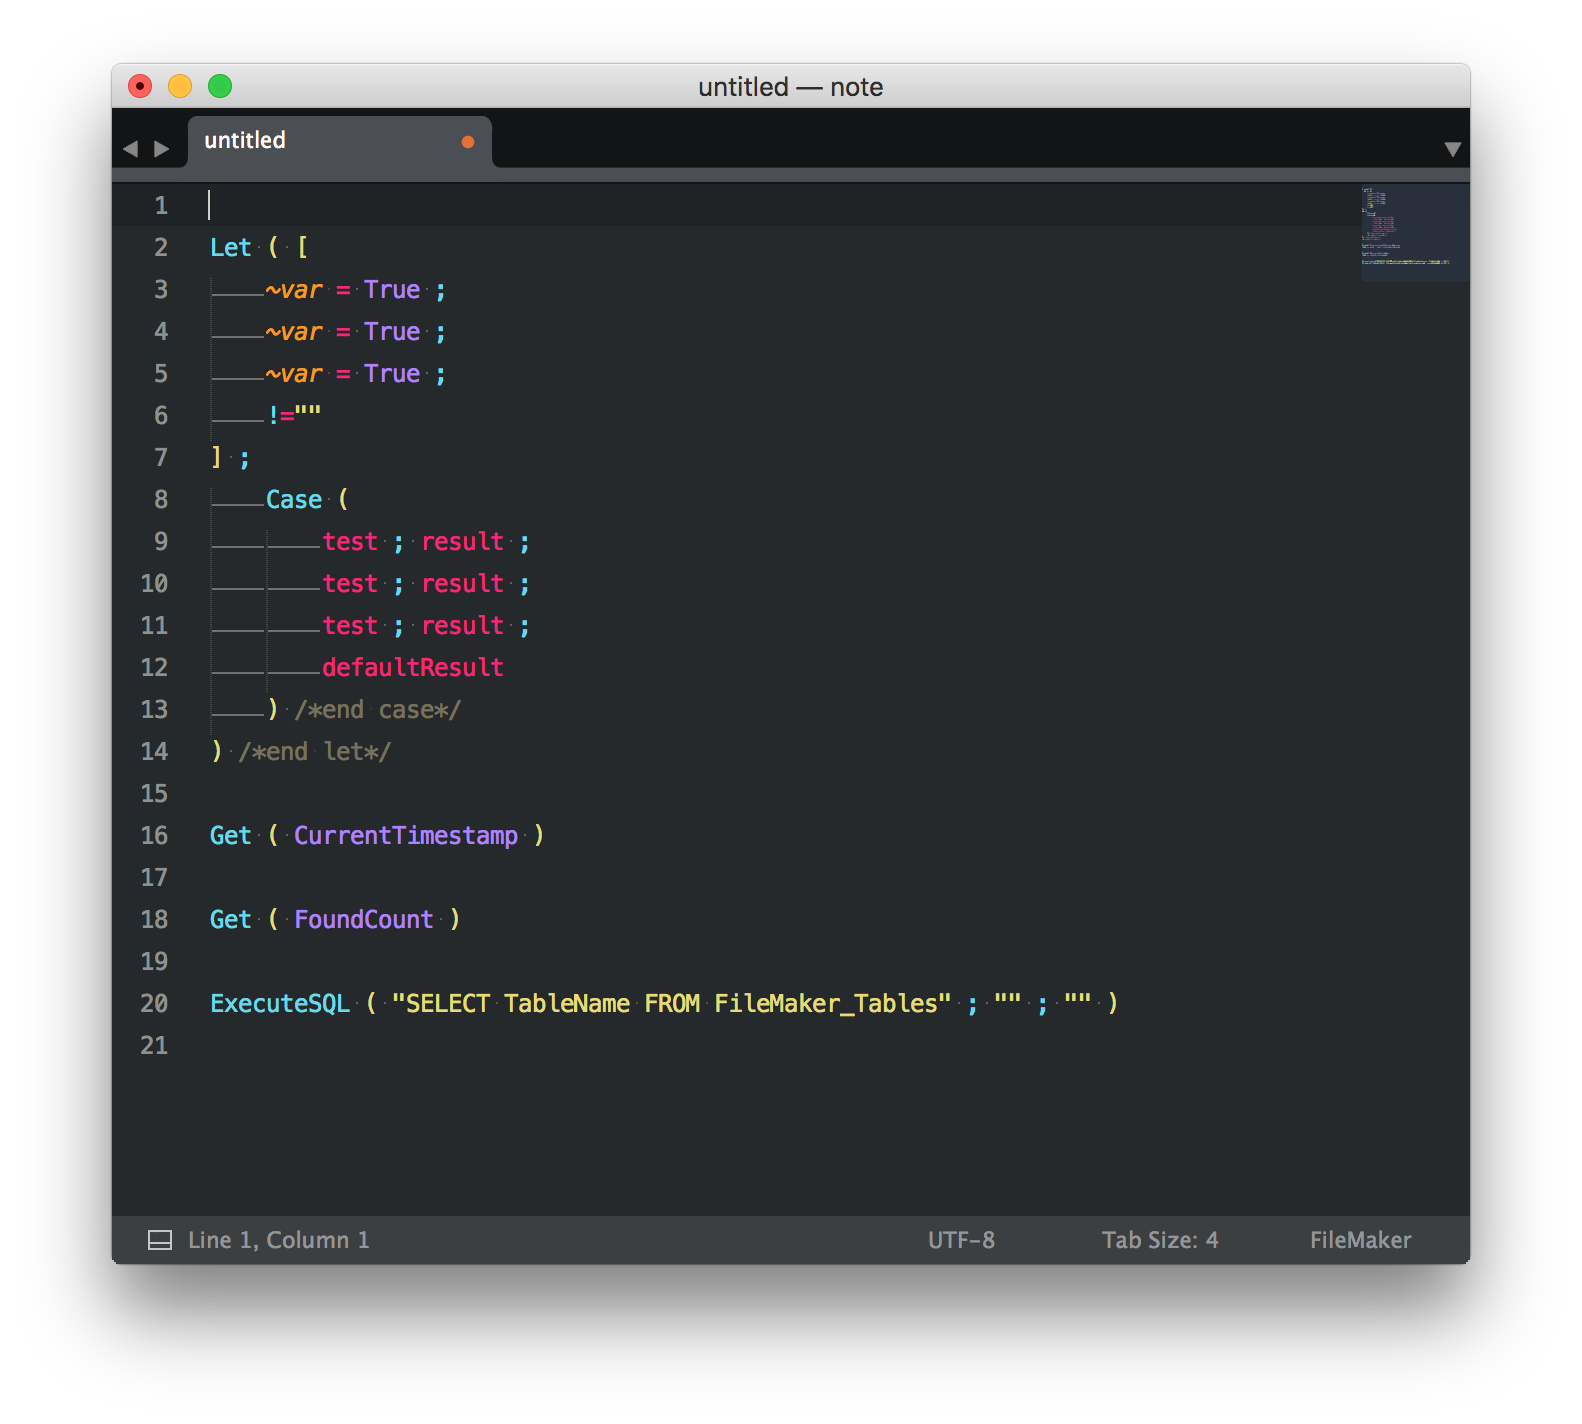 untitled — note
untitled
1
2 Let ( [
3 ~var = True ;
4 ~var = True ;
5 ~var = True ;
6 !=""
7 ] ;
8 Case (
9 test ; result ;
10 test ; result ;
11 test ; result ;
12 defaultResult
13 ) /*end case*/
14 ) /*end let*/
15
16 Get ( CurrentTimestamp )
17
18 Get ( FoundCount )
19
20 ExecuteSQL ( "SELECT TableName FROM FileMaker_Tables" ; "" ; "" )
21
Line 1, Column 1 UTF-8 Tab Size: 4 FileMaker